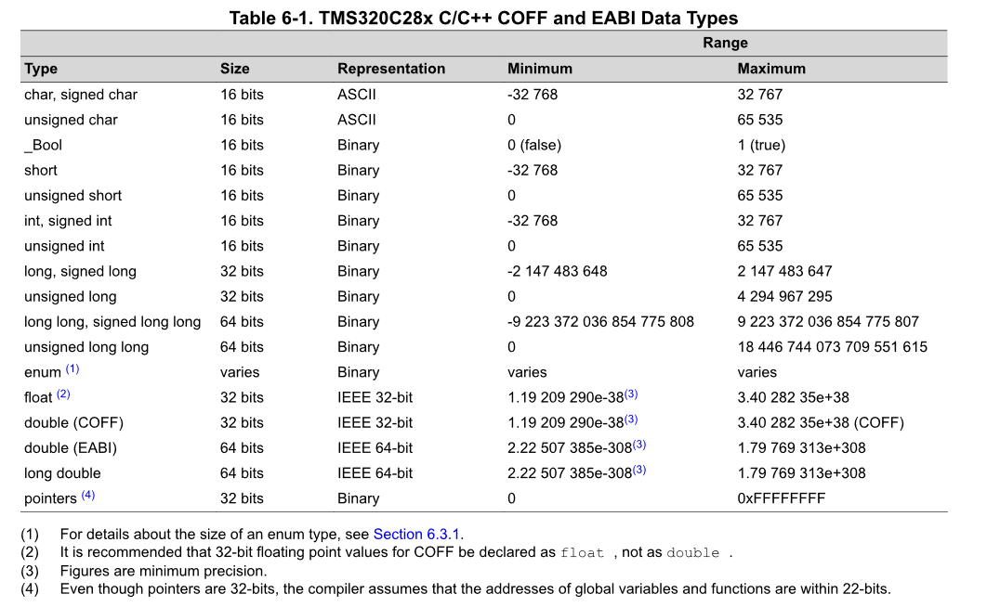 Table 6-1. TMS320C28x C/C++ COFF and EABI Data Types
Range
Type Size Representation Minimum Maximum
char, signed char 16 bits ASCII -32 768 32 767
unsigned char 16 bits ASCII 0 65 535
_Bool 16 bits Binary 0 (false) 1 (true)
short 16 bits Binary -32 768 32 767
unsigned short 16 bits Binary 0 65 535
int, signed int 16 bits Binary -32 768 32 767
unsigned int 16 bits Binary 0 65 535
long, signed long 32 bits Binary -2 147 483 648 2 147 483 647
unsigned long 32 bits Binary 0 4 294 967 295
long long, signed long long 64 bits Binary -9 223 372 036 854 775 808 9 223 372 036 854 775 807
unsigned long long 64 bits Binary 0 18 446 744 073 709 551 615
enum (1) varies Binary varies varies
float (2) 32 bits IEEE 32-bit 1.19 209 290e-38(3) 3.40 282 35e+38
double (COFF) 32 bits IEEE 32-bit 1.19 209 290e-38(3) 3.40 282 35e+38 (COFF)
double (EABI) 64 bits IEEE 64-bit 2.22 507 385e-308(3) 1.79 769 313e+308
long double 64 bits IEEE 64-bit 2.22 507 385e-308(3) 1.79 769 313e+308
pointers (4) 32 bits Binary 0 0xFFFFFFFF
(1) For details about the size of an enum type, see Section 6.3.1.
(2) It is recommended that 32-bit floating point values for COFF be declared as float , not as double .
(3) Figures are minimum precision.
(4) Even though pointers are 32-bits, the compiler assumes that the addresses of global variables and functions are within 22-bits.